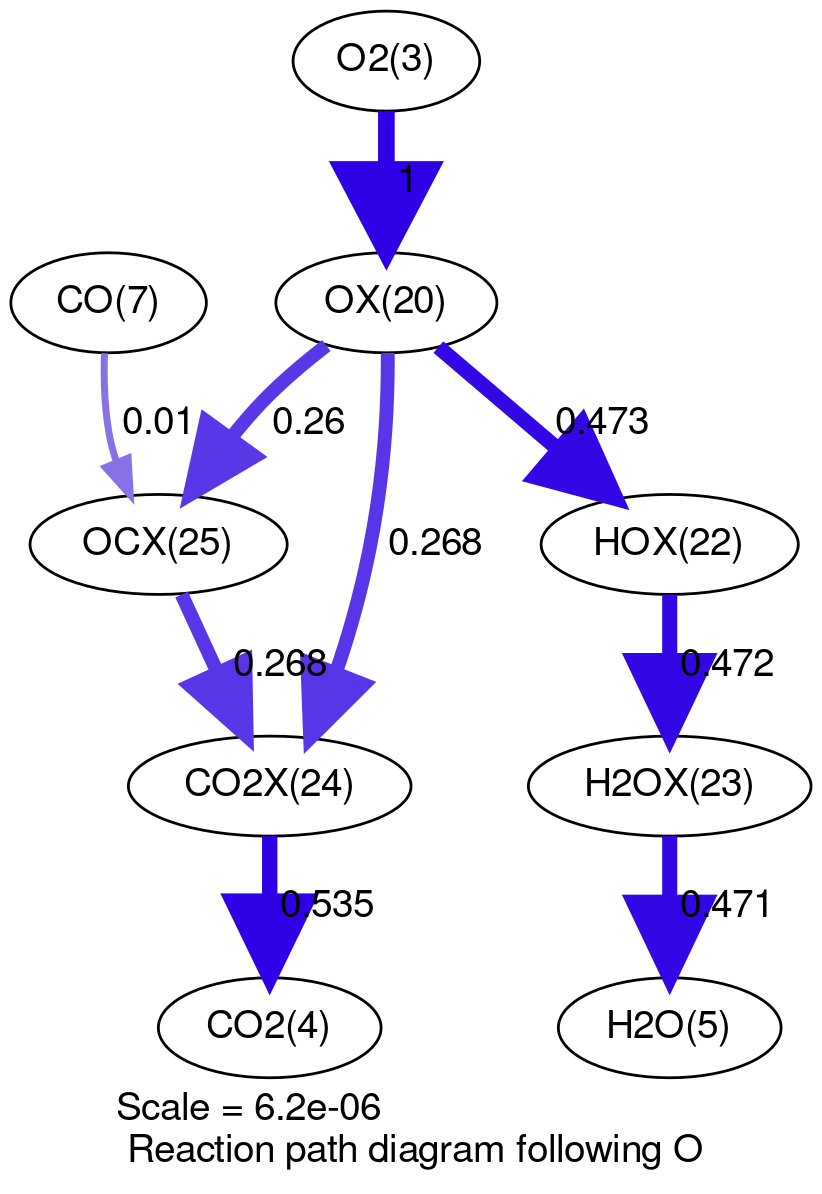 O2(3)
1
CO(7)
OX(20)
0.01
0.26
0.473
OCX(25)
0.268
HOX(22)
0.268
0.472
CO2X(24)
H2OX(23)
0.535
0.471
CO2(4)
H2O(5)
Scale = 6.2e-06
Reaction path diagram following O